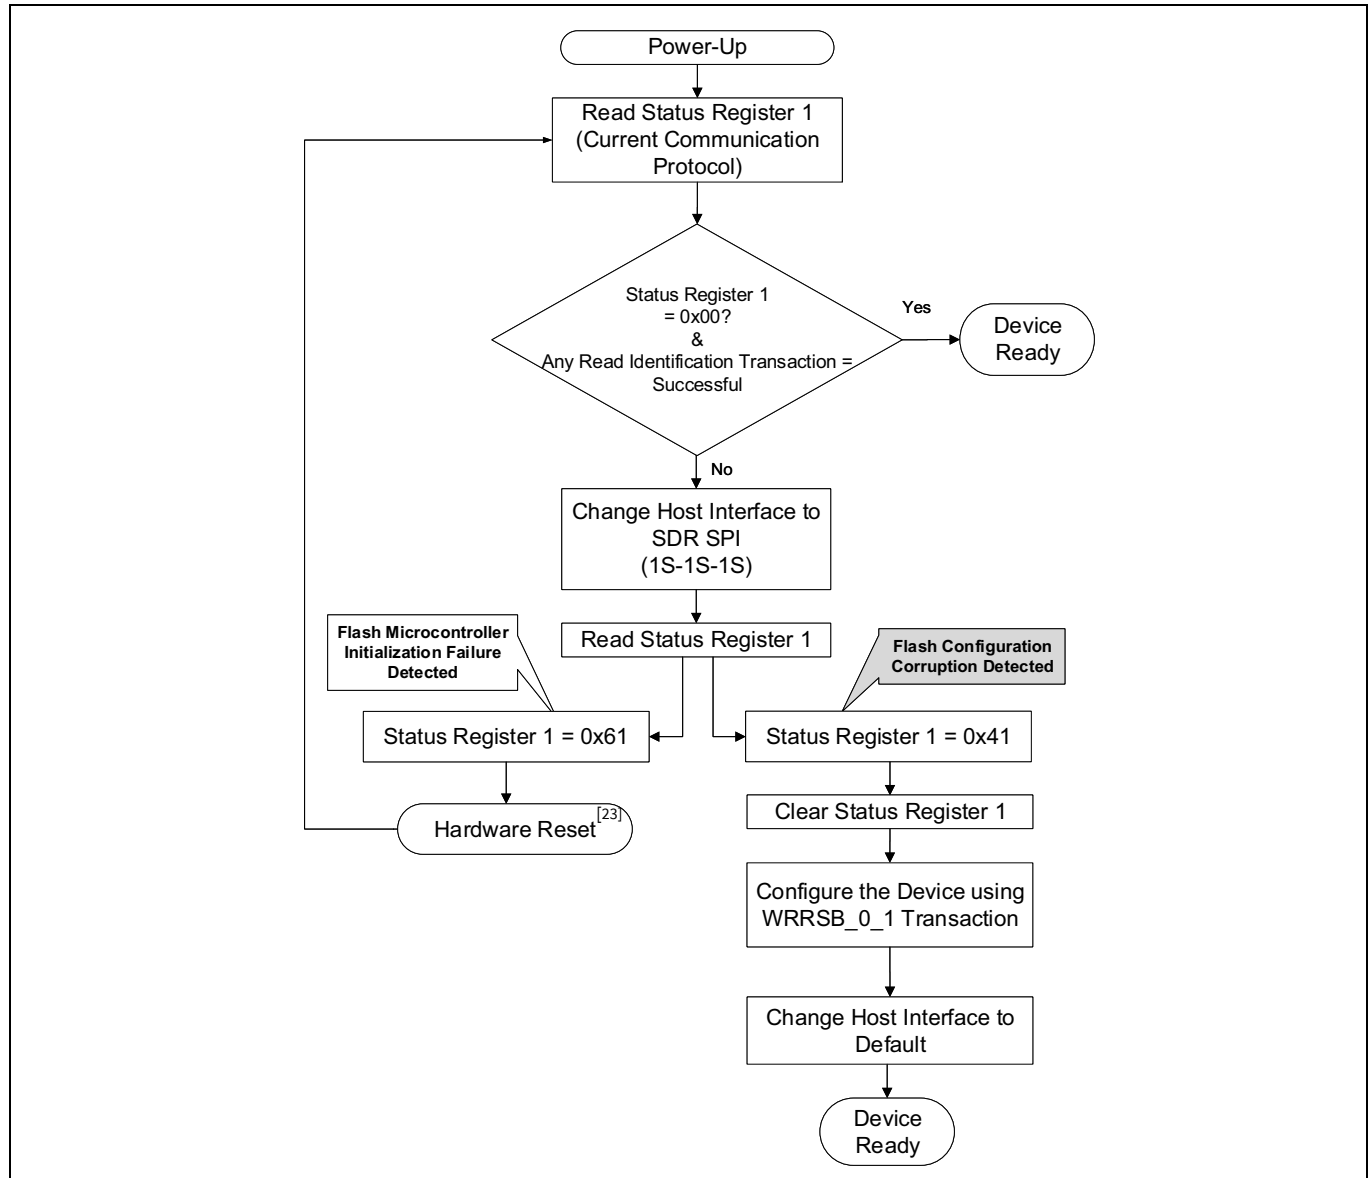 Power-Up
Read Status Register 1
(Current Communication
Protocol)
Status Register 1
= 0x00?
&
Any Read Identification Transaction =
Successful
Yes
Device
Ready
No
Change Host Interface to
SDR SPI
(1S-1S-1S)
Read Status Register 1
Flash Microcontroller
Initialization Failure
Detected
Flash Configuration
Corruption Detected
Status Register 1 = 0x61
Status Register 1 = 0x41
Hardware Reset[23]
Clear Status Register 1
Configure the Device using
WRRSB_0_1 Transaction
Change Host Interface to
Default
Device
Ready